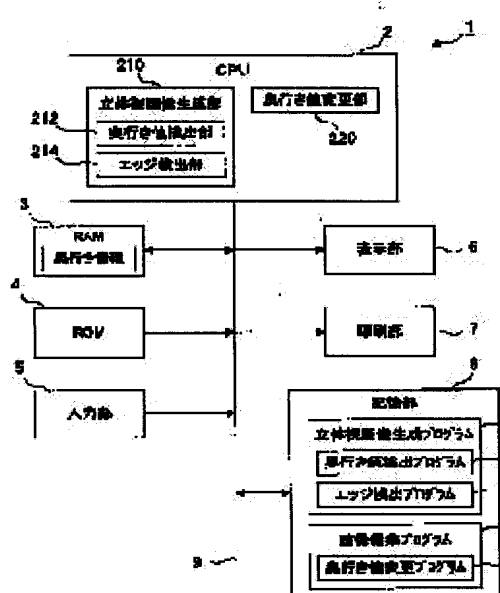 2
1
210
CPU
立体視画像生成部
奥行き値変更部
212
奥行き値検出部
220
214
エッジ検出部
3
RAM
奥行き情報
表示部
6
4
ROM
印刷部
7
5
入力部
8
記憶部
立体視画像生成プログラム
奥行き値検出プログラム
エッジ検出プログラム
画像編集プログラム
奥行き値変更プログラム
9